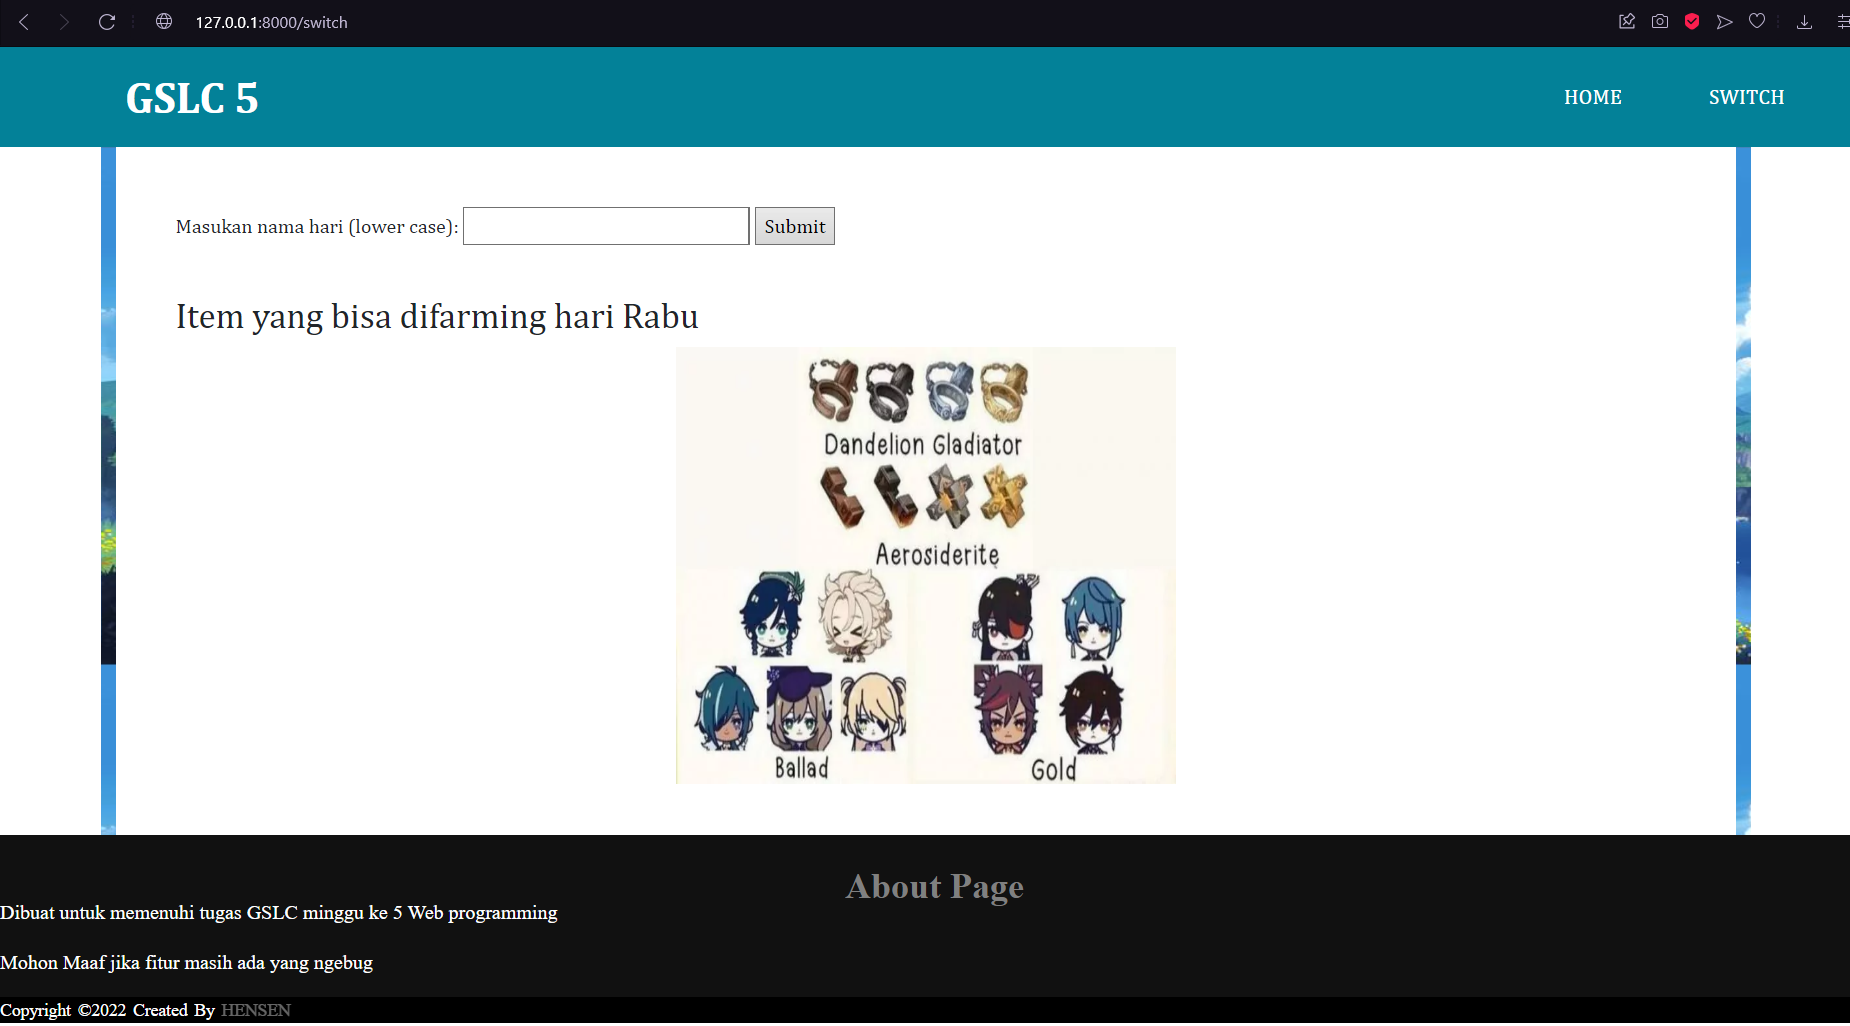 127.0.0.1:8000/switch
GSLC 5
HOME
SWITCH
Masukan nama hari (lower case):
Submit
Item yang bisa difarming hari Rabu
Dandelion Gladiator
Aerosiderite
Ballad
Gold
About Page
Dibuat untuk memenuhi tugas GSLC minggu ke 5 Web programming
Mohon Maaf jika fitur masih ada yang ngebug
Copyright ©2022 Created By HENSEN